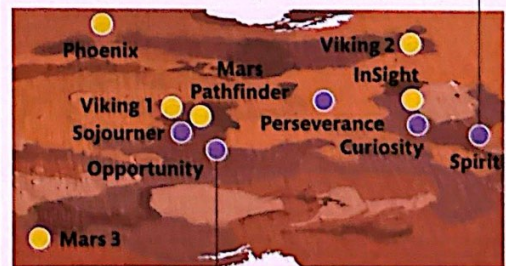 Phoenix
Viking 2
Mars
Pathfinder
InSight
Viking 1
Sojourner
Perseverance
Curiosity
Opportunity
Spirit
Mars 3